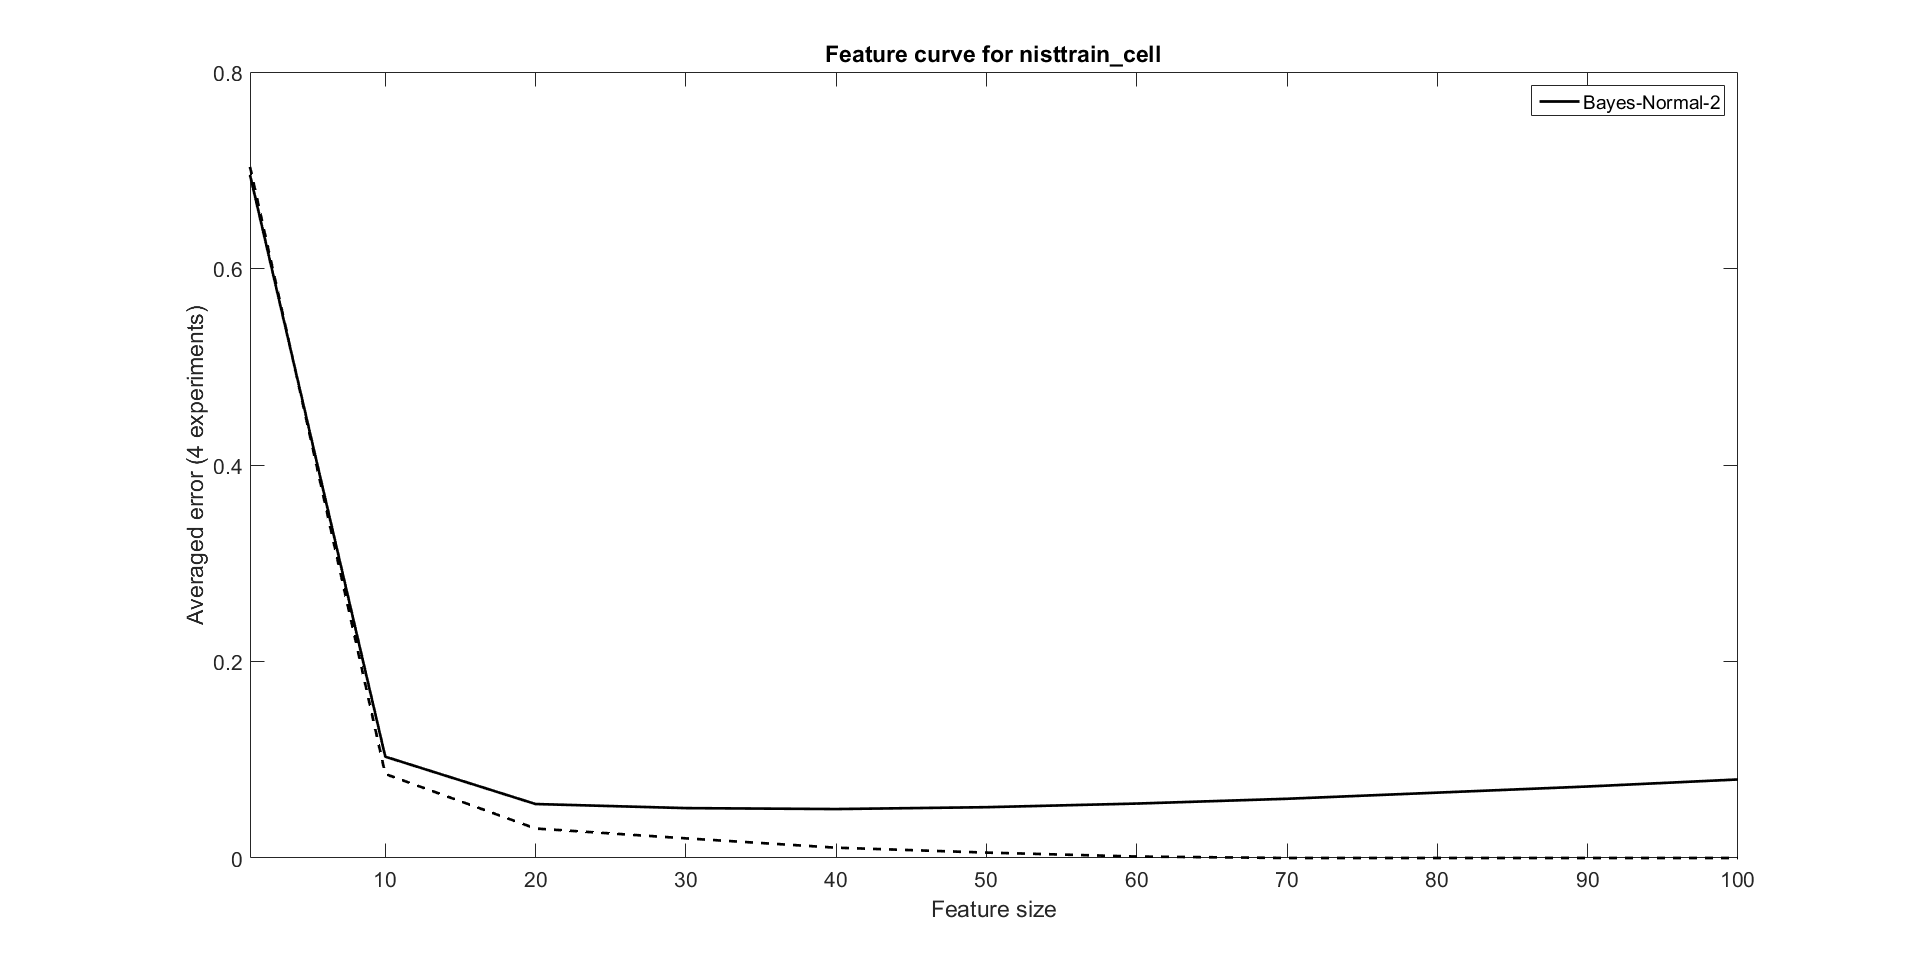 Feature curve for nisttrain_cell
0.8
0.6
0.4
0.2
0
Averaged error (4 experiments)
Bayes-Normal-2
10 20 30 40 50 60 70 80 90 100
Feature size